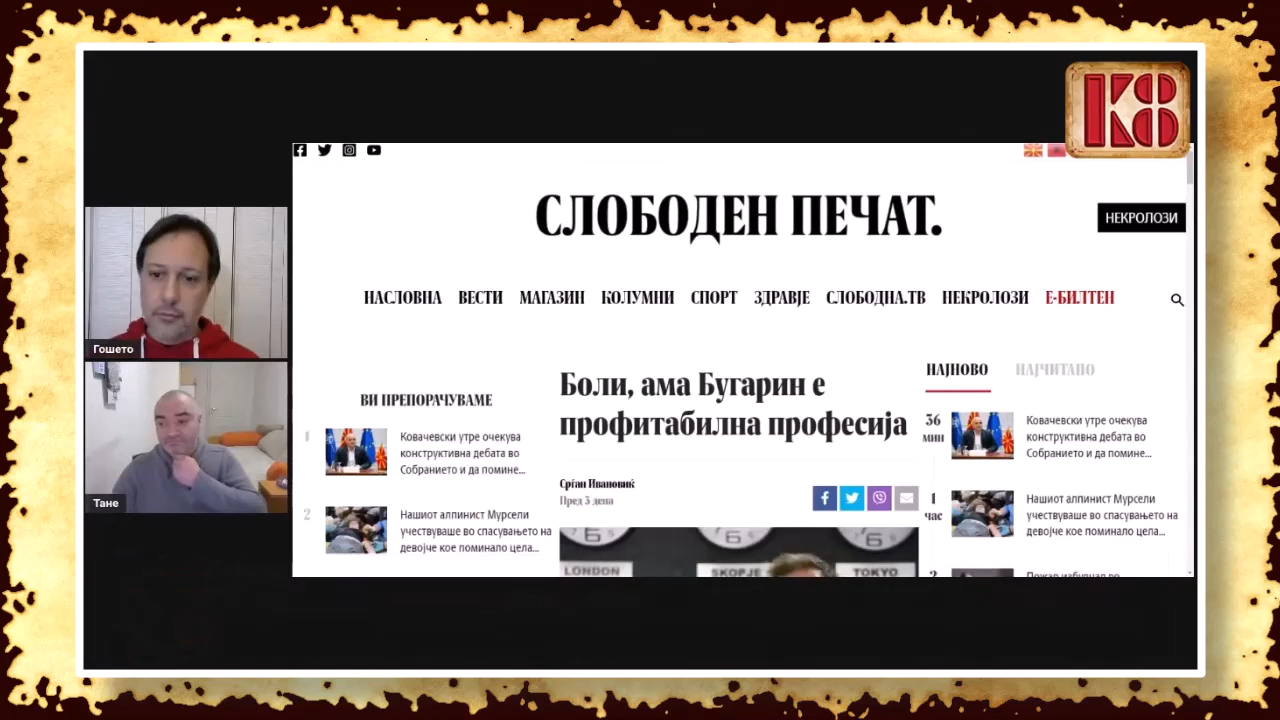 K8
СЛОБОДЕН ПЕЧАТ.
НЕКРОЛОЗИ
НАСЛОВНА ВЕСТИ МАГАЗИН КОЛУМНИ СПОРТ ЗДРАВЈЕ СЛОБОДНА.ТВ НЕКРОЛОЗИ Е-БИЛТЕН
Гошето
Тане
ВИ ПРЕПОРАЧУВАМЕ
1
Ковачевски утре очекува
конструктивна дебата во
Собранието и да помине...
2
Нашиот алпинист Мурсели
учествуваше во спасувањето на
девојче кое поминало цела...
Боли, ама Бугарин е
профитабилна професија
Срѓан Ивановиќ
Пред 3 дена
LONDON
SKOPJE
TOKYO
НАЈНОВО НАЈЧИТАНО
36
мин
Ковачевски утре очекува
конструктивна дебата во
Собранието и да помине...
1
час
Нашиот алпинист Мурсели
учествуваше во спасувањето на
девојче кое поминало цела...